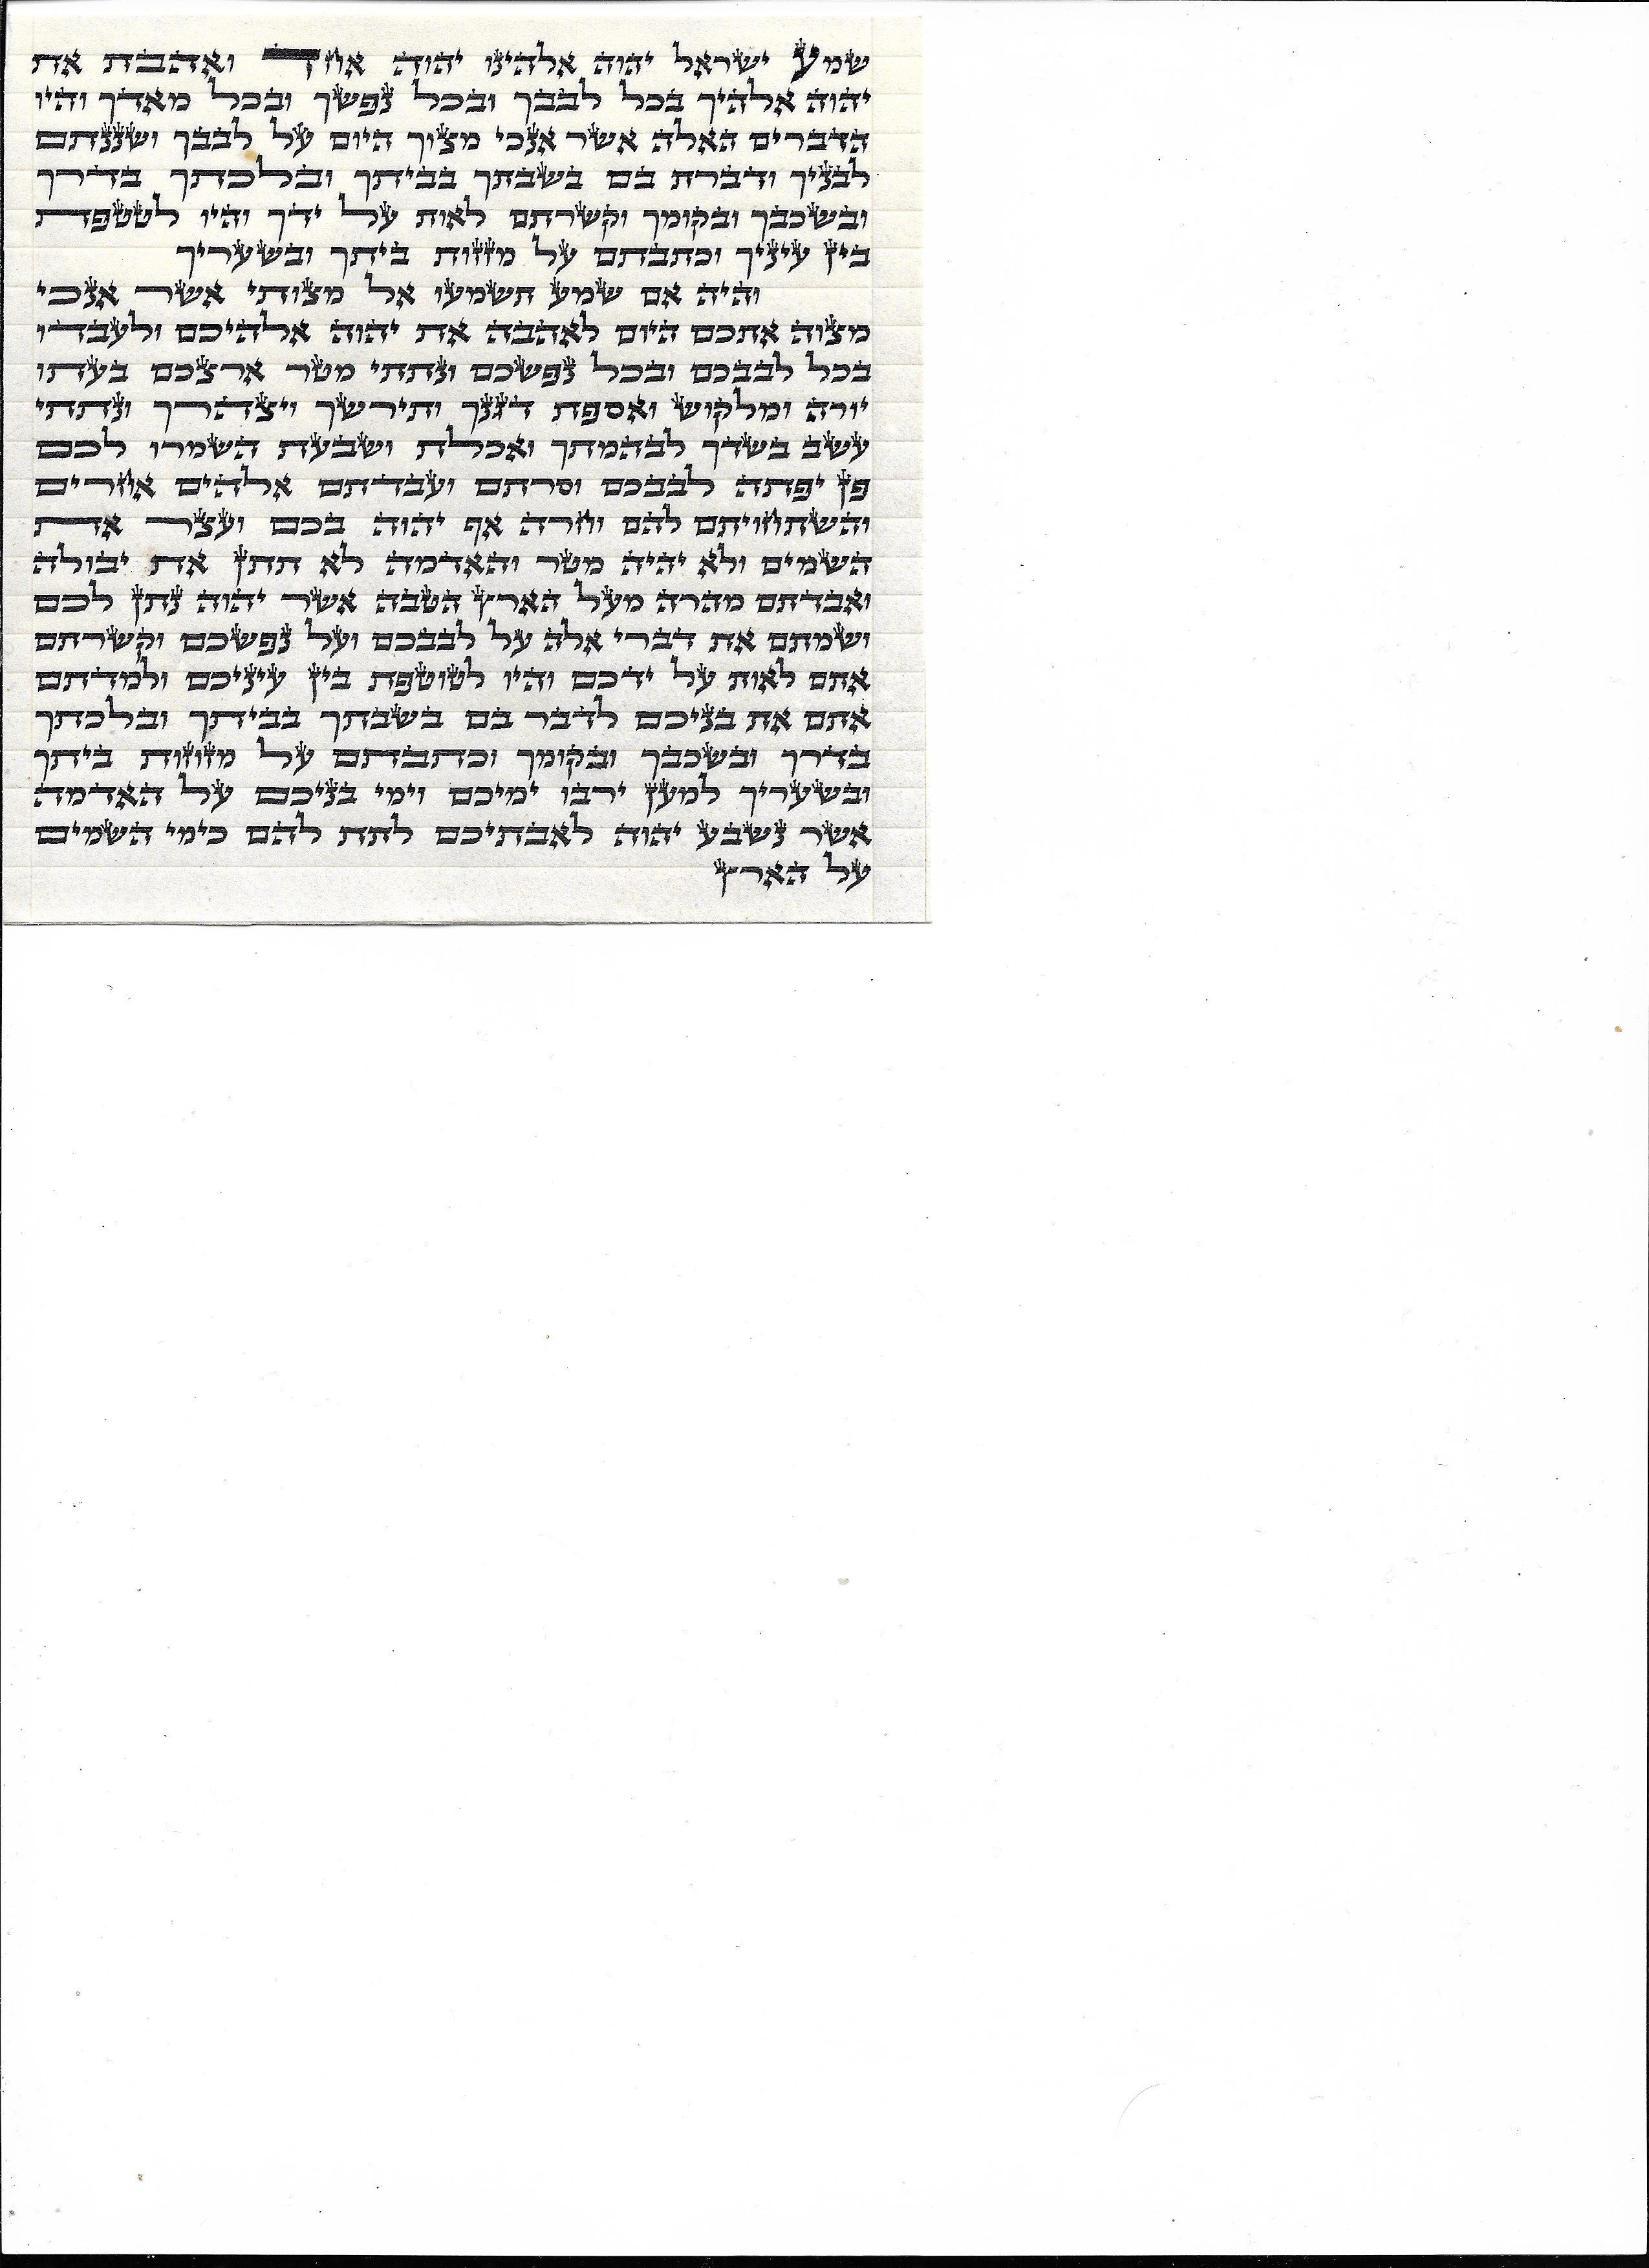 שמע ישראל יהוה אלהינו יהוה אחד ואהבת את
יהוה אלהיך בכל לבבך ובכל נפשך ובכל מאדך והיו
הדברים האלה אשר אנכי מצוך היום על לבבך ושננתם
לבניך ודברת בם בשבתך בביתך ובלכתך בדרך
ובשכבך ובקומך וקשרתם לאות על ידך והיו לטטפת
בין עיניך וכתבתם על מזזות ביתך ובשעריך
והיה אם שמע תשמעו אל מצותי אשר אנכי
מצוה אתכם היום לאהבה את יהוה אלהיכם ולעבדו
בכל לבבכם ובכל נפשכם ונתתי מטר ארצכם בעתו
יורה ומלקוש ואספת דגנך ותירשך ויצהרך ונתתי
עשב בשדך לבהמתך ואכלת ושבעת השמרו לכם
פן יפתה לבבכם וסרתם ועבדתם אלהים אחרים
והשתחויתם להם וחרה אף יהוה בכם ועצר את
השמים ולא יהיה מטר והאדמה לא תתן את יבולה
ואבדתם מהרה מעל הארץ הטבה אשר יהוה נתן לכם
ושמתם את דברי אלה על לבבכם ועל נפשכם וקשרתם
אתם לאות על ידכם והיו לטוטפת בין עיניכם ולמדתם
אתם את בניכם לדבר בם בשבתך בביתך ובלכתך
בדרך ובשכבך ובקומך וכתבתם על מזוזות ביתך
ובשעריך למען ירבו ימיכם וימי בניכם על האדמה
אשר נשבע יהוה לאבתיכם לתת להם כימי השמים
על הארץ